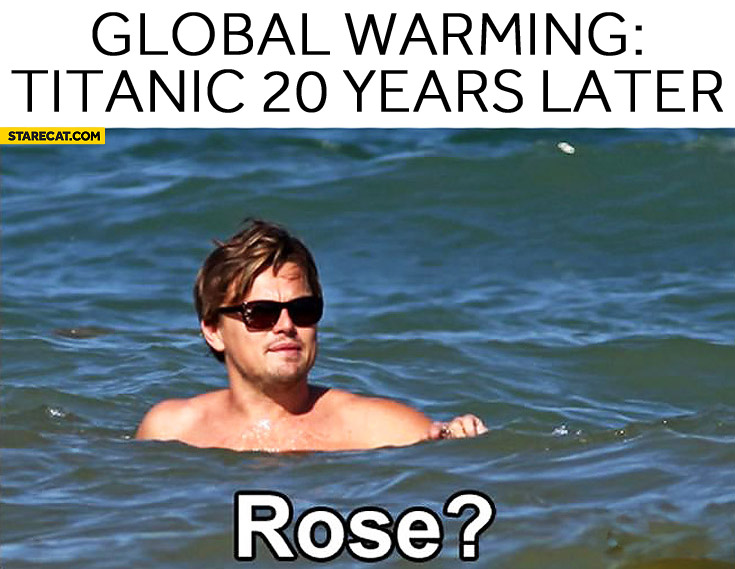 GLOBAL WARMING:
TITANIC 20 YEARS LATER
STARECAT.COM
Rose?